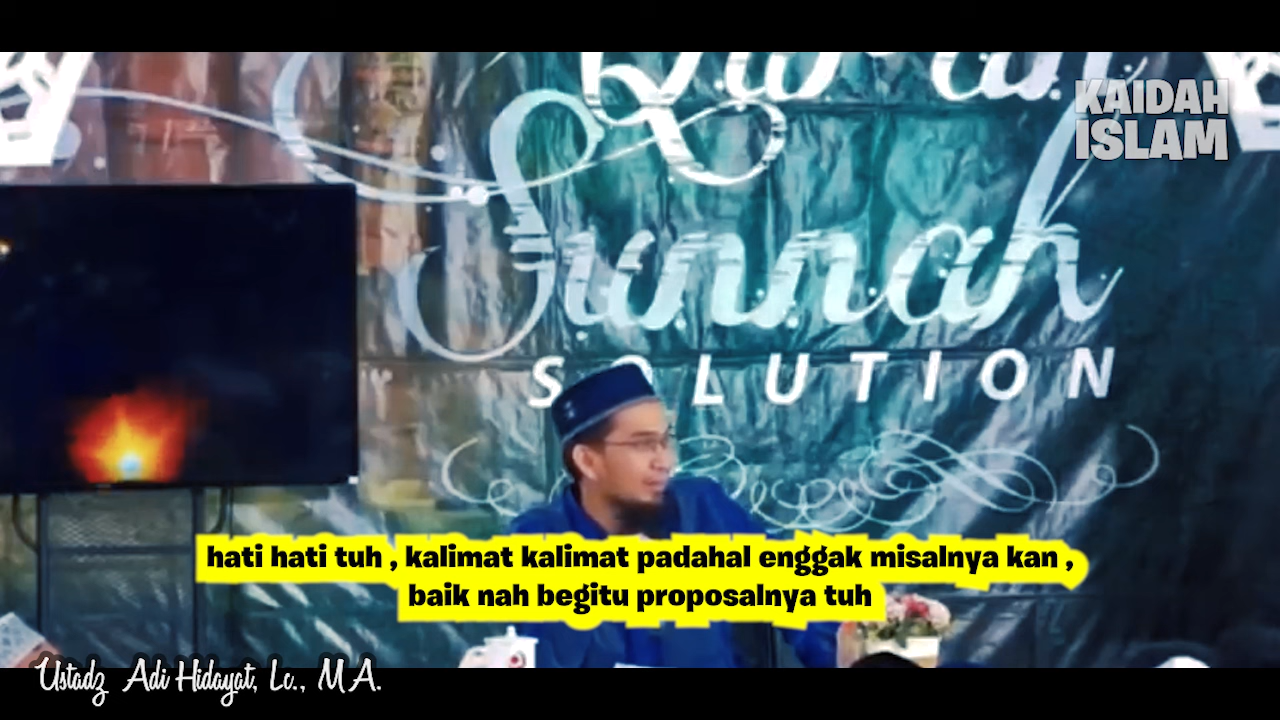 KAIDAH
ISLAM
Sunnah
SOLUTION
hati hati tuh , kalimat kalimat padahal enggak misalnya kan ,
baik nah begitu proposalnya tuh
Ustadz Adi Hidayat, Lc., M.A.